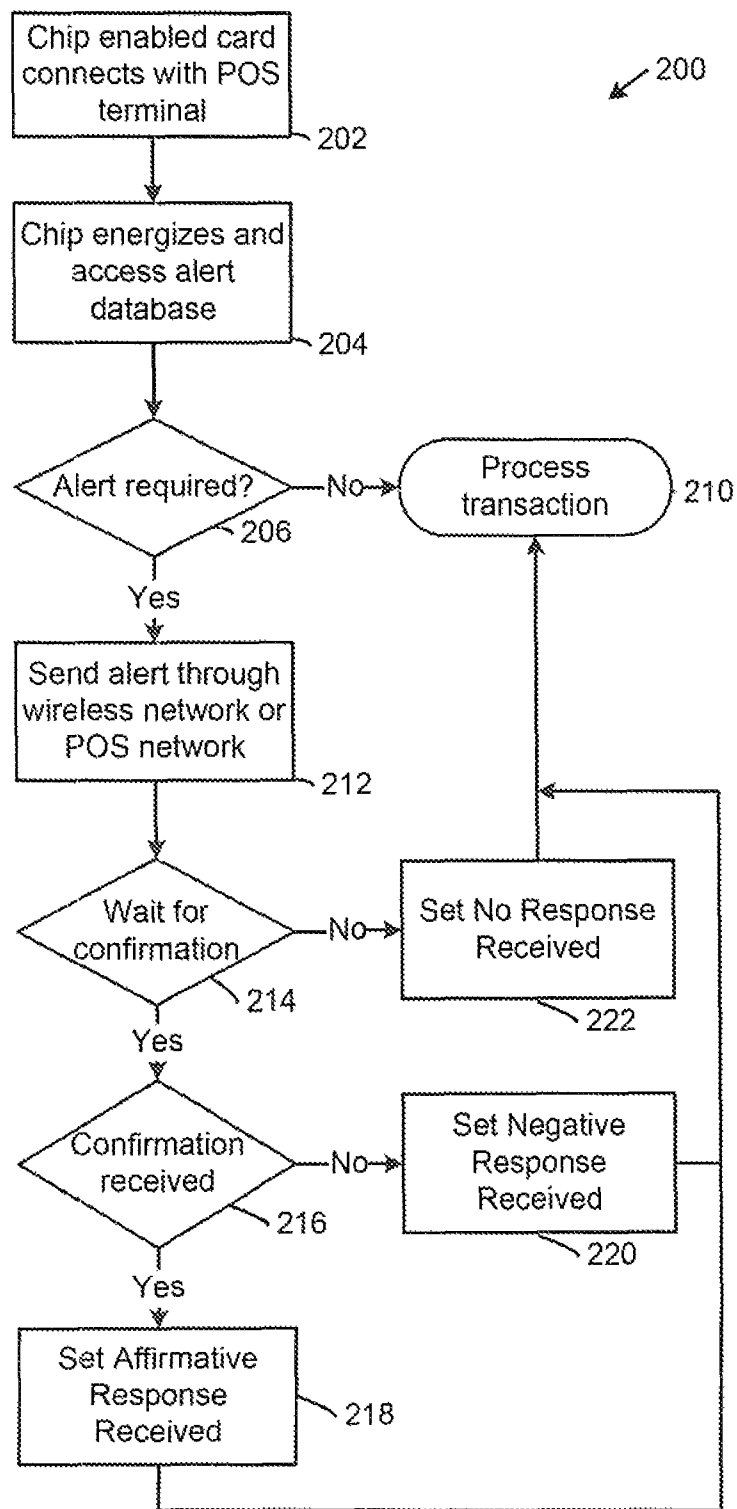 Chip enabled card
connects with POS
terminal
200
202
Chip energizes and
access alert
database
204
Alert required?
No
Process
transaction
210
206
Yes
Send alert through
wireless network or
POS network
212
Wait for
confirmation
No
Set No Response
Received
214
222
Yes
Confirmation
received
No
Set Negative
Response
Received
216
220
Yes
Set Affirmative
Response
Received
218